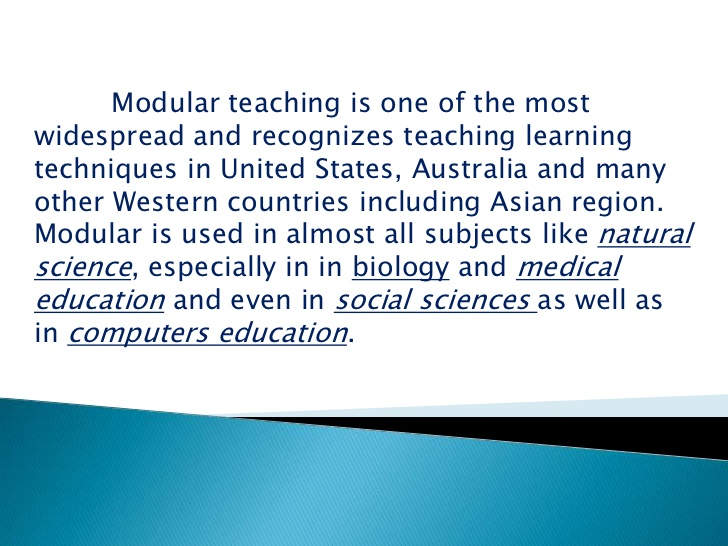 Modular teaching is one of the most
widespread and recognizes teaching learning
techniques in United States, Australia and many
other Western countries including Asian region.
Modular is used in almost all subjects like natural
science, especially in in biology and medical
education and even in social sciences as well as
in computers education.